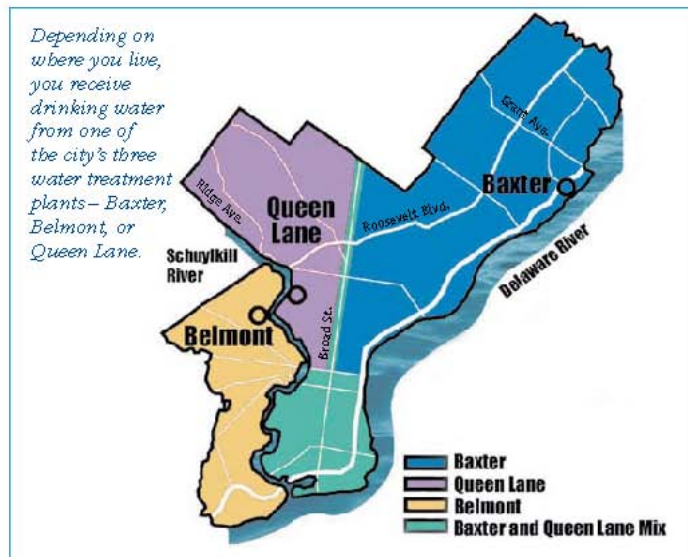 Depending on
where you live,
you receive
drinking water
from one of
the city's three
water treatment
plants– Baxter,
Belmont, or
Queen Lane.
Grant Ave.
Baxter
Ridge Ave.
Queen
Lane
Roosevelt Blvd.
Schuylkill
River
Delaware River
Belmont
Broad St.
Baxter
Queen Lane
Belmont
Baxter and Queen Lane Mix